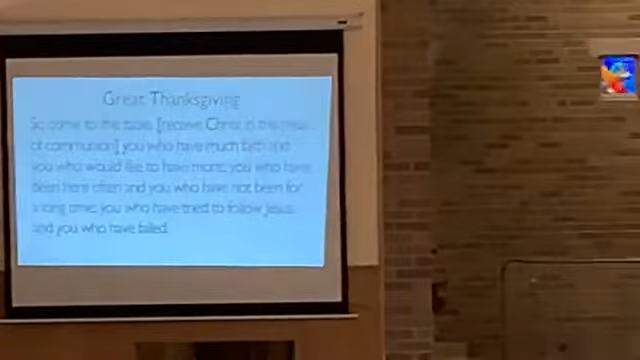 Great Thanksgiving
So come to the table, [receive Christ in this meal
of communion] you who have much faith and
you who would like to have more; you who have
been here often and you who have not been for
a long time; you who have tried to follow Jesus,
and you who have failed.